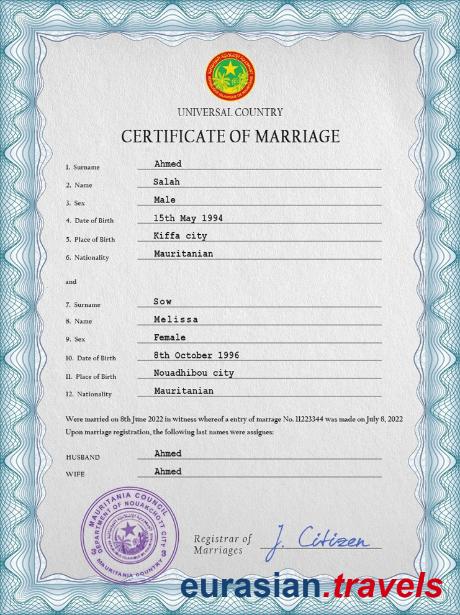 UNIVERSAL COUNTRY
CERTIFICATE OF MARRIAGE
1. Surname Ahmed
2. Name Salah
3. Sex Male
4. Date of Birth 15th May 1994
5. Place of Birth Kiffa city
6. Nationality Mauritanian
and
7. Surname Sow
8. Name Melissa
9. Sex Female
10. Date of Birth 8th October 1996
11. Place of Birth Nouadhibou city
12. Nationality Mauritanian
Were married on 8th June 2022 in witness whereof a entry of marrage No. 11223344 was made on July 8, 2022
Upon marriage registration, the following last names were assignes:
HUSBAND Ahmed
WIFE Ahmed
MAURITANIA COUNCIL
DEPARTMENT OF NOUAKCHOTT CITY
MAURITANIA COUNTRY
Registrar of
Marriages J. Citizen
eurasian.travels